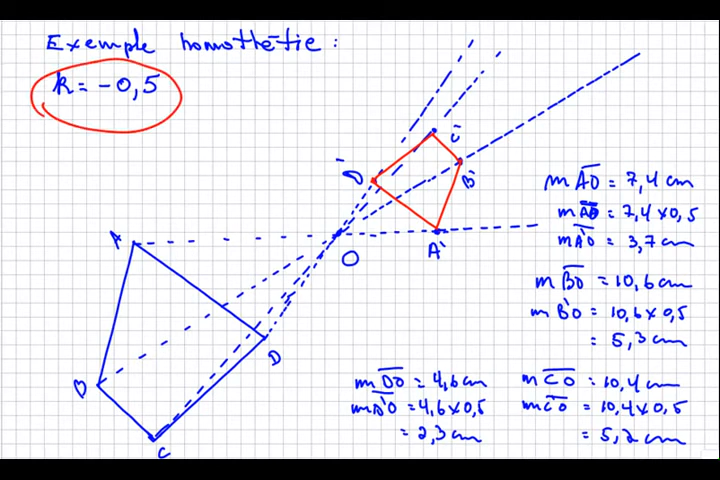 Exemple homothétie :
k = -0,5
C'
D'
B'
A
O
A'
D
B
C
m AO = 7,4 cm
m A'O = 7,4 x 0,5
m A'O = 3,7 cm
m BO = 10,6 cm
m B'O = 10,6 x 0,5
= 5,3 cm
m DO = 4,6 cm
m D'O = 4,6 x 0,5
= 2,3 cm
m CO = 10,4 cm
m C'O = 10,4 x 0,5
= 5,2 cm